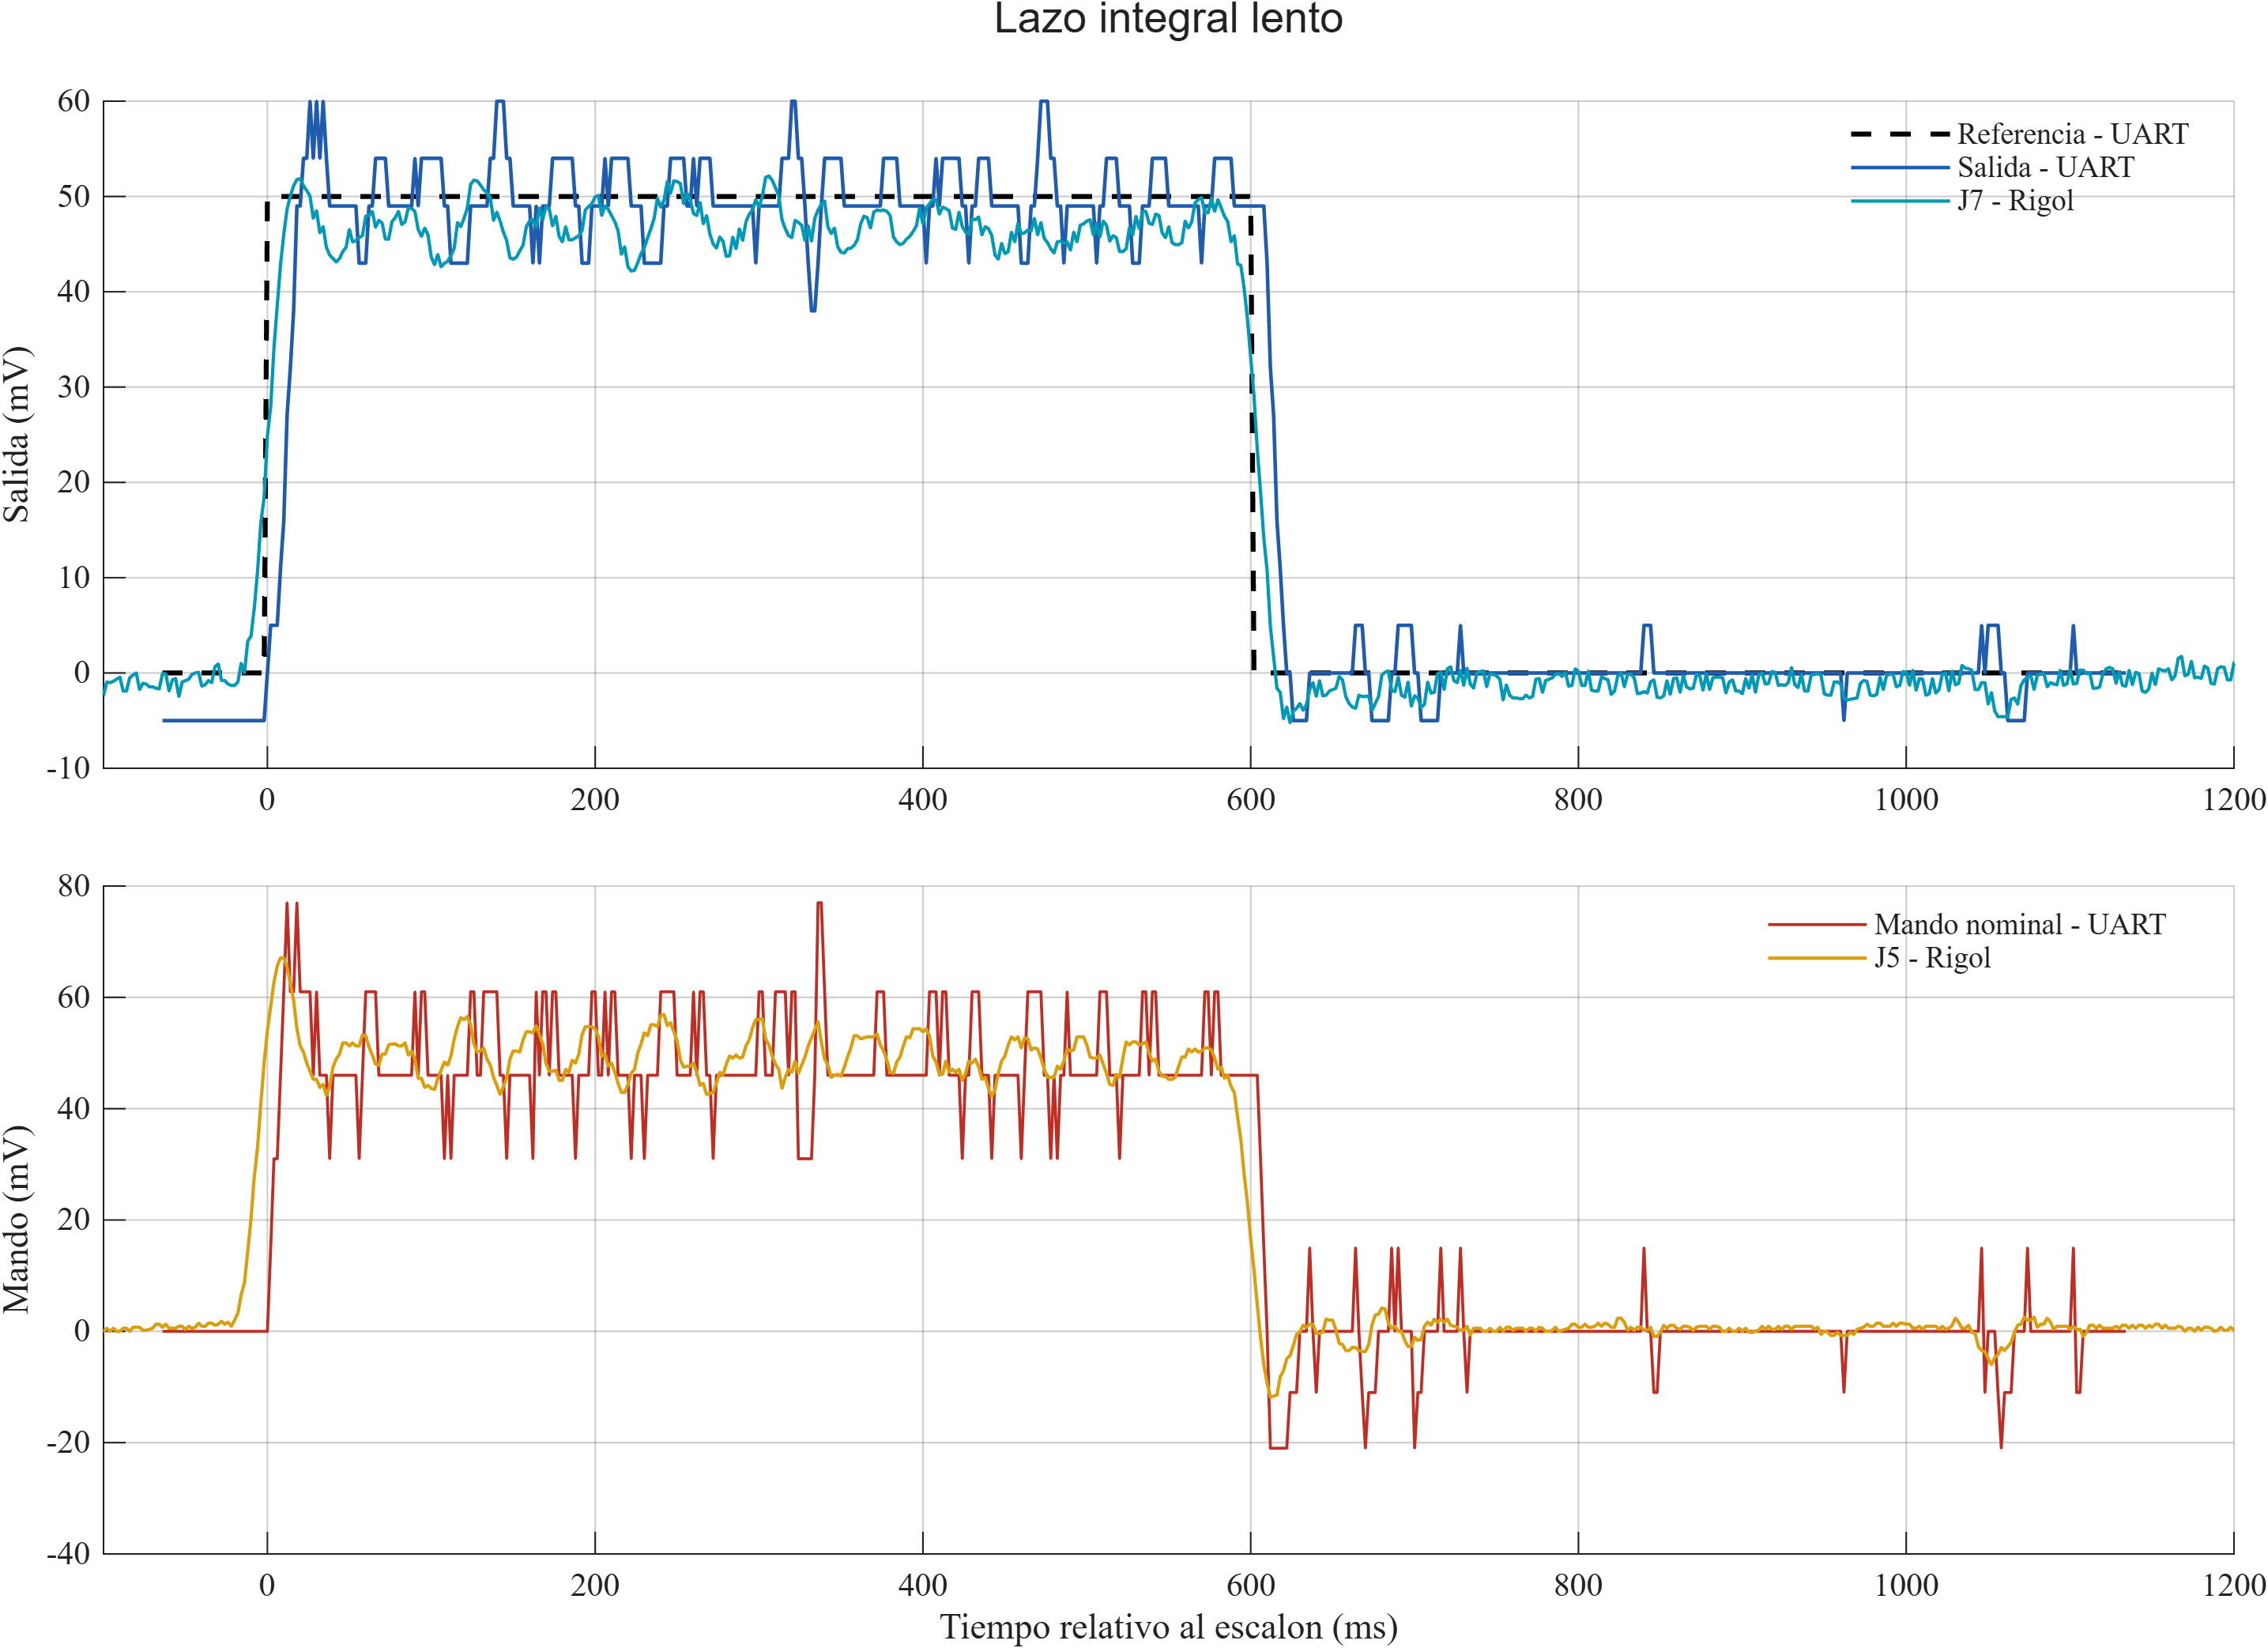 Lazo integral lento
60
50
40
30
20
10
0
-10
Salida (mV)
Referencia - UART
Salida - UART
J7 - Rigol
0 200 400 600 800 1000 1200
80
60
40
20
0
-20
-40
Mando (mV)
Mando nominal - UART
J5 - Rigol
0 200 400 600 800 1000 1200
Tiempo relativo al escalon (ms)